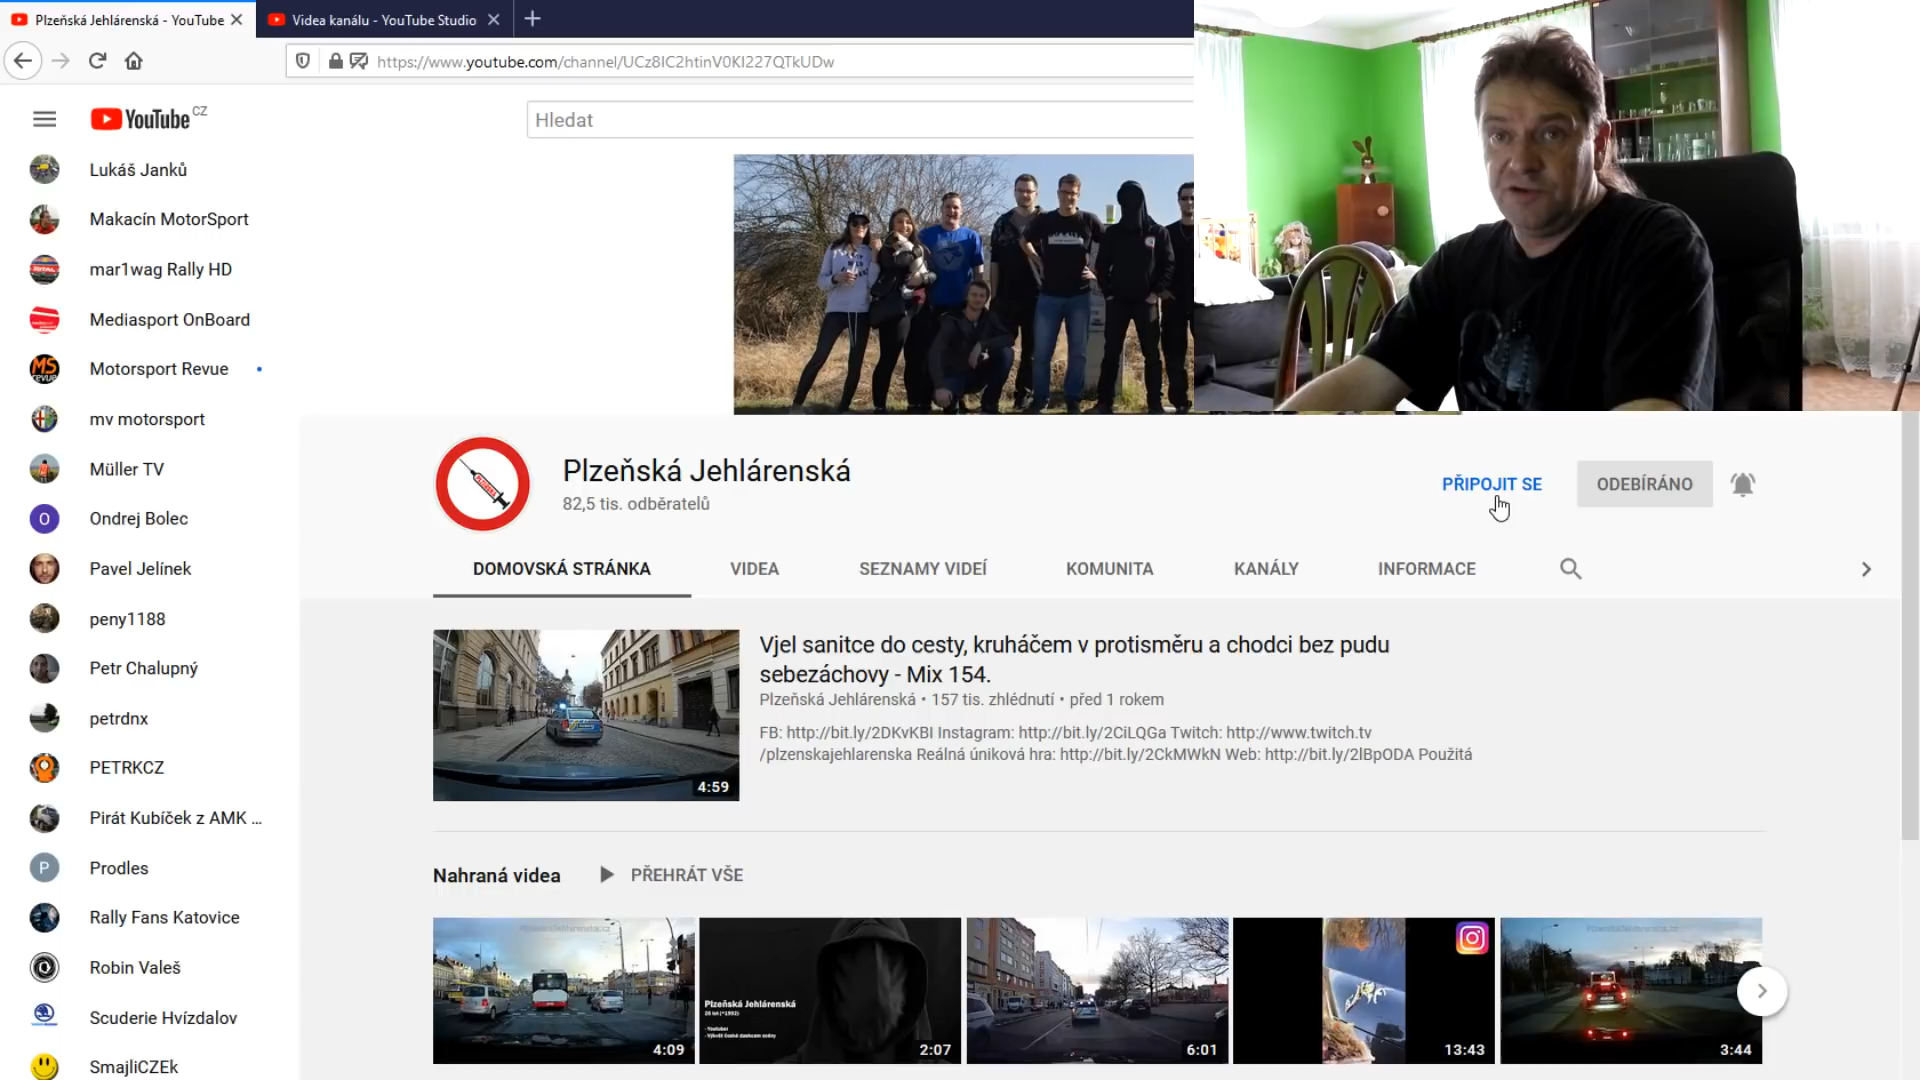 Plzeňská Jehlárenská - YouTube
Videa kanálu - YouTube Studio
https://www.youtube.com/channel/UCz8IC2htinV0KI227QTkUDw
YouTube CZ
Hledat
Lukáš Janků
Makacín MotorSport
mar1wag Rally HD
Mediasport OnBoard
Motorsport Revue
mv motorsport
Müller TV
Ondrej Bolec
Pavel Jelínek
peny1188
Petr Chalupný
petrdnx
PETRKCZ
Pirát Kubíček z AMK ...
Prodles
Rally Fans Katovice
Robin Valeš
Scuderie Hvízdalov
SmajliCZEk
MS
O
P
Plzeňská Jehlárenská
82,5 tis. odběratelů
PŘIPOJIT SE
ODEBÍRÁNO
DOMOVSKÁ STRÁNKA
VIDEA
SEZNAMY VIDEÍ
KOMUNITA
KANÁLY
INFORMACE
4:59
Vjel sanitce do cesty, kruháčem v protisměru a chodci bez pudu
sebezáchovy - Mix 154.
Plzeňská Jehlárenská • 157 tis. zhlédnutí • před 1 rokem
FB: http://bit.ly/2DKvKBI Instagram: http://bit.ly/2CiLQGa Twitch: http://www.twitch.tv
/plzenskajehlarenska Reálná úniková hra: http://bit.ly/2CkMWkN Web: http://bit.ly/2lBpODA Použitá
Nahraná videa
PŘEHRÁT VŠE
4:09
Plzeňská Jehlárenská
2:07
6:01
13:43
3:44